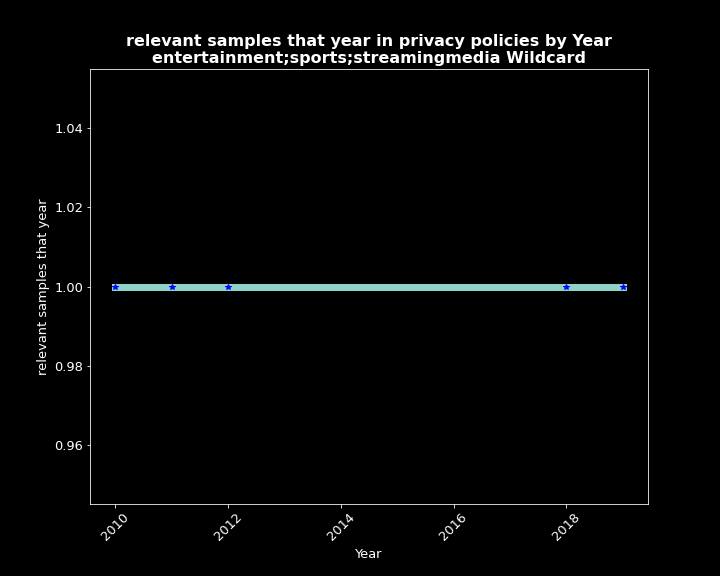 relevant samples that year in privacy policies by Year
entertainment;sports;streamingmedia Wildcard
relevant samples that year
1.04
1.02
1.00
0.98
0.96
2010
2012
2014
2016
2018
Year